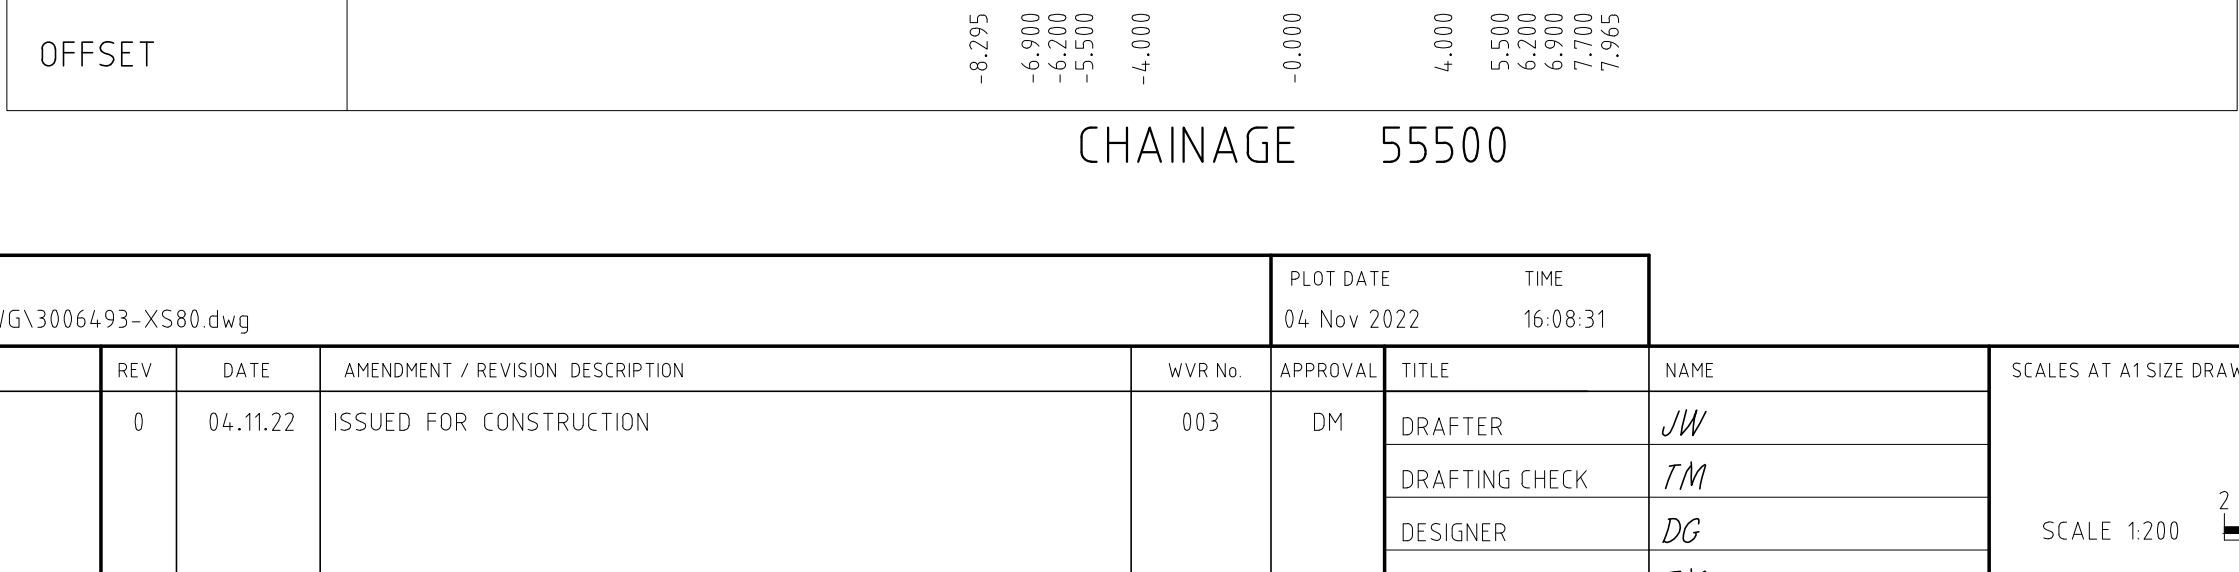 OFFSET -8.295 -6.900 -6.200 -5.500 -4.000 -0.000 4.000 5.500 6.200 6.900 7.700 7.965
CHAINAGE 55500
PLOT DATE TIME
G\3006493-XS80.dwg 04 Nov 2022 16:08:31
REV DATE AMENDMENT / REVISION DESCRIPTION WVR No. APPROVAL TITLE NAME SCALES AT A1 SIZE DRAW
0 04.11.22 ISSUED FOR CONSTRUCTION 003 DM DRAFTER JW
DRAFTING CHECK TM
2
DESIGNER DG SCALE 1:200